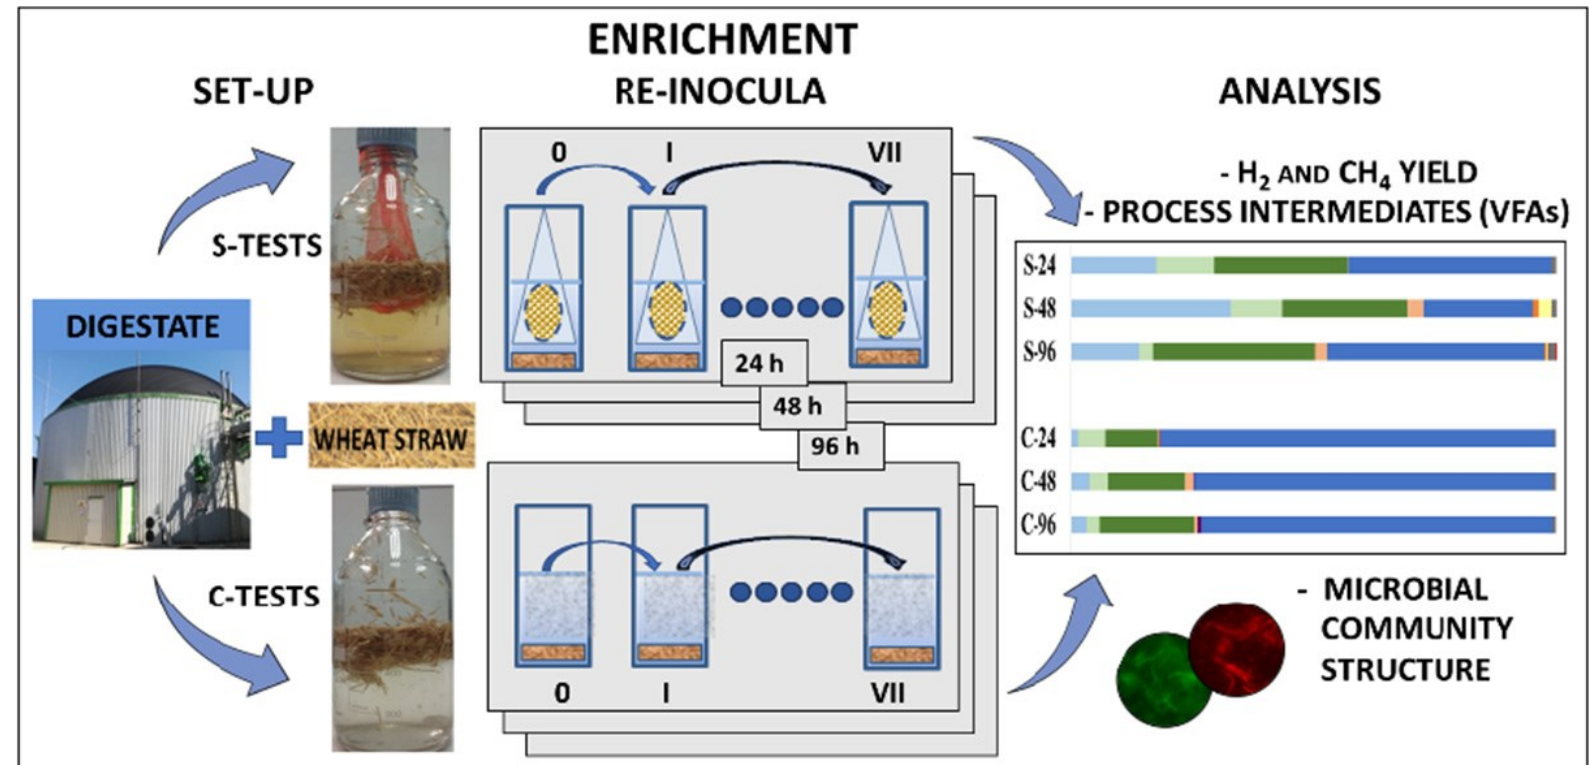 ENRICHMENT
SET-UP
RE-INOCULA
ANALYSIS
S-TESTS
DIGESTATE
WHEAT STRAW
C-TESTS
0 I VII
24 h
48 h
96 h
0 I VII
- H₂ AND CH₄ YIELD
- PROCESS INTERMEDIATES (VFAs)
S-24
S-48
S-96
C-24
C-48
C-96
- MICROBIAL
COMMUNITY
STRUCTURE